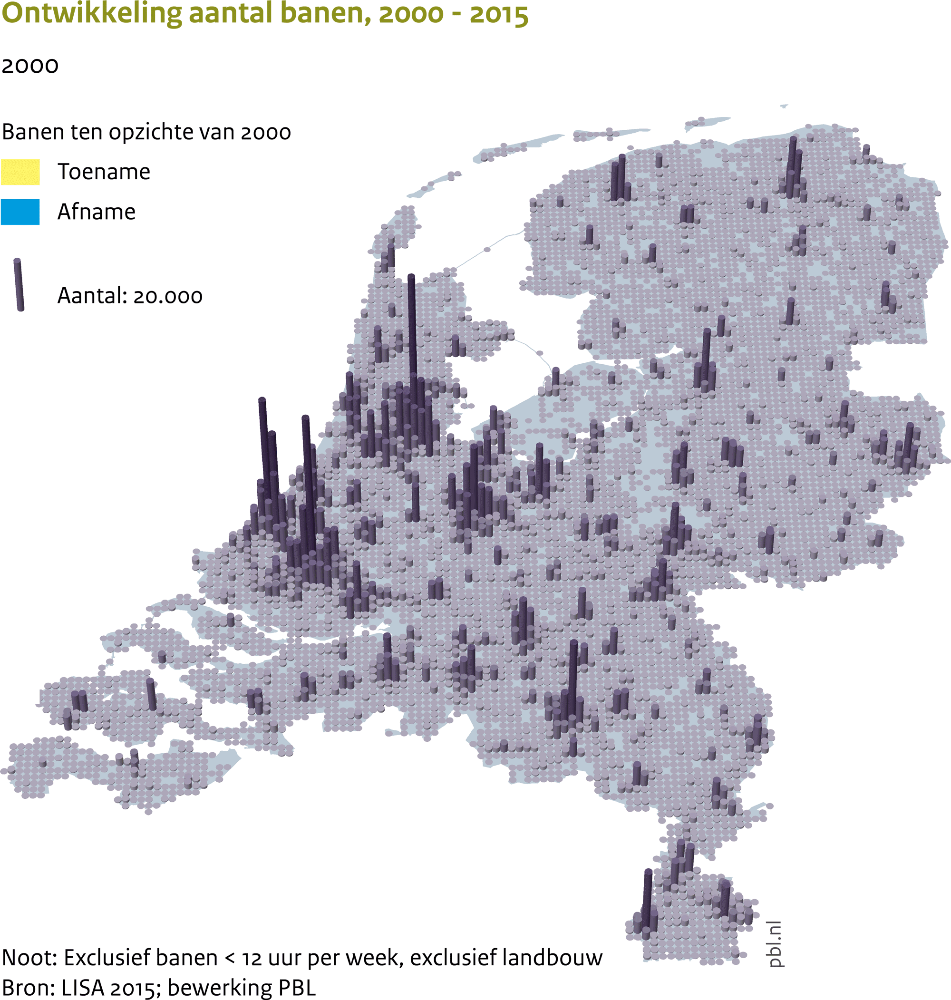 Ontwikkeling aantal banen, 2000 - 2015
2000
Banen ten opzichte van 2000
Toename
Afname
Aantal: 20.000
pbl.nl
Noot: Exclusief banen < 12 uur per week, exclusief landbouw
Bron: LISA 2015; bewerking PBL